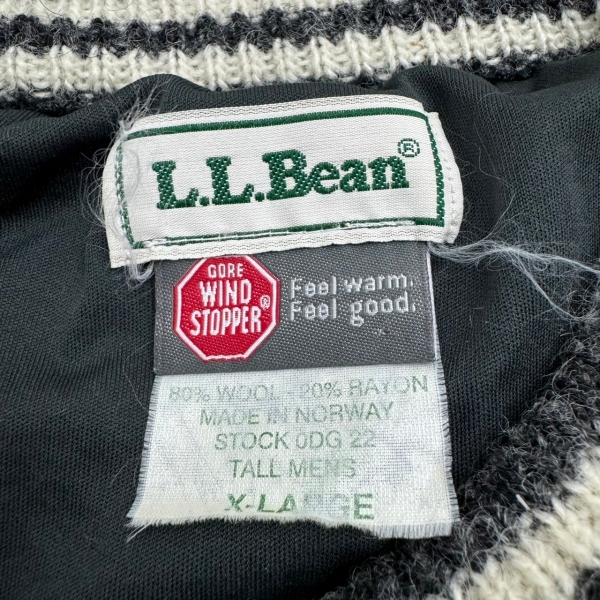 L.L.Bean®
GORE
WIND
STOPPER®
Feel warm.
Feel good.
80% WOOL - 20% RAYON
MADE IN NORWAY
STOCK 0DG 22
TALL MENS
X-LARGE